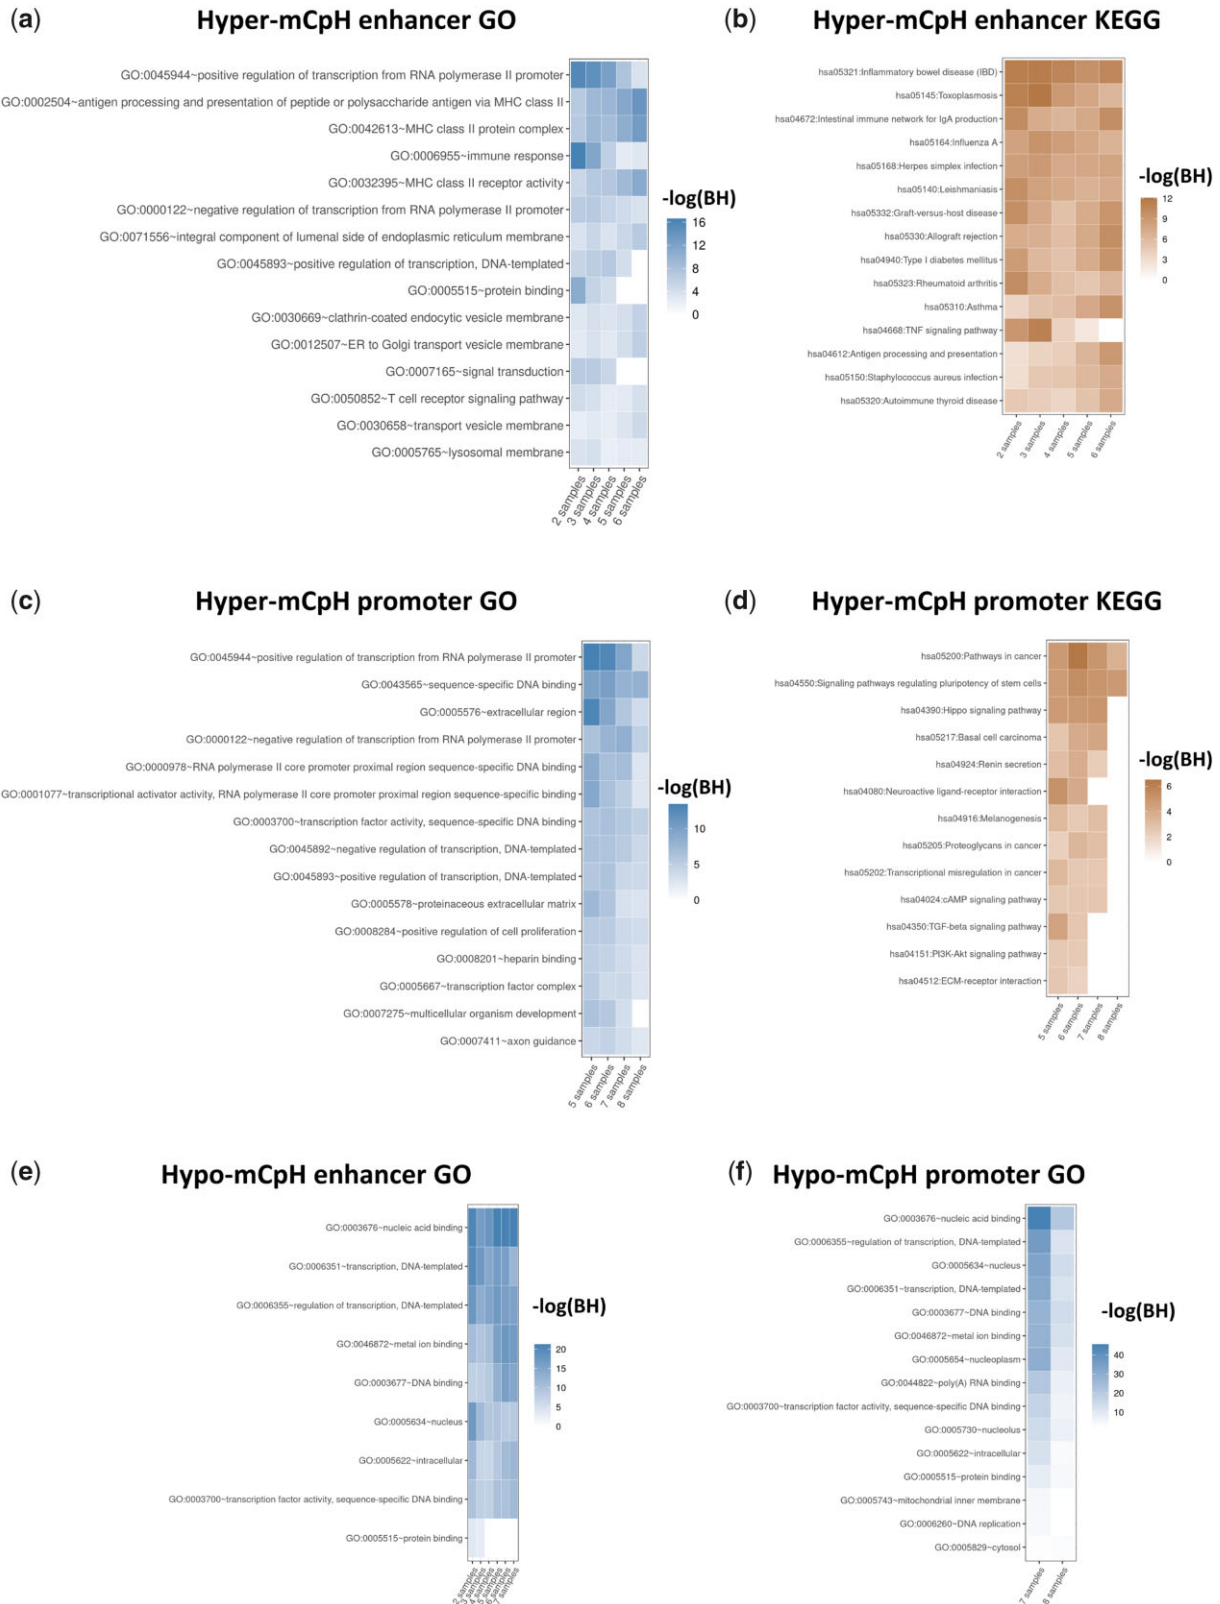 (a) Hyper-mCpH enhancer GO
GO:0045944~positive regulation of transcription from RNA polymerase II promoter
GO:0002504~antigen processing and presentation of peptide or polysaccharide antigen via MHC class II
GO:0042613~MHC class II protein complex
GO:0006955~immune response
GO:0032395~MHC class II receptor activity
GO:0000122~negative regulation of transcription from RNA polymerase II promoter
GO:0071556~integral component of lumenal side of endoplasmic reticulum membrane
GO:0045893~positive regulation of transcription, DNA-templated
GO:0005515~protein binding
GO:0030669~clathrin-coated endocytic vesicle membrane
GO:0012507~ER to Golgi transport vesicle membrane
GO:0007165~signal transduction
GO:0050852~T cell receptor signaling pathway
GO:0030658~transport vesicle membrane
GO:0005765~lysosomal membrane
2 samples
3 samples
4 samples
5 samples
6 samples
-log(BH)
16
12
8
4
0
(b) Hyper-mCpH enhancer KEGG
hsa05321:Inflammatory bowel disease (IBD)
hsa05145:Toxoplasmosis
hsa04672:Intestinal immune network for IgA production
hsa05164:Influenza A
hsa05168:Herpes simplex infection
hsa05140:Leishmaniasis
hsa05332:Graft-versus-host disease
hsa05330:Allograft rejection
hsa04940:Type I diabetes mellitus
hsa05323:Rheumatoid arthritis
hsa05310:Asthma
hsa04668:TNF signaling pathway
hsa04612:Antigen processing and presentation
hsa05150:Staphylococcus aureus infection
hsa05320:Autoimmune thyroid disease
2 samples
3 samples
4 samples
5 samples
6 samples
-log(BH)
12
9
6
3
0
(c) Hyper-mCpH promoter GO
GO:0045944~positive regulation of transcription from RNA polymerase II promoter
GO:0043565~sequence-specific DNA binding
GO:0005576~extracellular region
GO:0000122~negative regulation of transcription from RNA polymerase II promoter
GO:0000978~RNA polymerase II core promoter proximal region sequence-specific DNA binding
GO:0001077~transcriptional activator activity, RNA polymerase II core promoter proximal region sequence-specific binding
GO:0003700~transcription factor activity, sequence-specific DNA binding
GO:0045892~negative regulation of transcription, DNA-templated
GO:0045893~positive regulation of transcription, DNA-templated
GO:0005578~proteinaceous extracellular matrix
GO:0008284~positive regulation of cell proliferation
GO:0008201~heparin binding
GO:0005667~transcription factor complex
GO:0007275~multicellular organism development
GO:0007411~axon guidance
5 samples
6 samples
7 samples
8 samples
-log(BH)
10
5
0
(d) Hyper-mCpH promoter KEGG
hsa05200:Pathways in cancer
hsa04550:Signaling pathways regulating pluripotency of stem cells
hsa04390:Hippo signaling pathway
hsa05217:Basal cell carcinoma
hsa04924:Renin secretion
hsa04080:Neuroactive ligand-receptor interaction
hsa04916:Melanogenesis
hsa05205:Proteoglycans in cancer
hsa05202:Transcriptional misregulation in cancer
hsa04024:cAMP signaling pathway
hsa04350:TGF-beta signaling pathway
hsa04151:PI3K-Akt signaling pathway
hsa04512:ECM-receptor interaction
5 samples
6 samples
7 samples
8 samples
-log(BH)
6
4
2
0
(e) Hypo-mCpH enhancer GO
GO:0003676~nucleic acid binding
GO:0006351~transcription, DNA-templated
GO:0006355~regulation of transcription, DNA-templated
GO:0046872~metal ion binding
GO:0003677~DNA binding
GO:0005634~nucleus
GO:0005622~intracellular
GO:0003700~transcription factor activity, sequence-specific DNA binding
GO:0005515~protein binding
2 samples
3 samples
4 samples
5 samples
6 samples
7 samples
-log(BH)
20
15
10
5
0
(f) Hypo-mCpH promoter GO
GO:0003676~nucleic acid binding
GO:0006355~regulation of transcription, DNA-templated
GO:0005634~nucleus
GO:0006351~transcription, DNA-templated
GO:0003677~DNA binding
GO:0046872~metal ion binding
GO:0005654~nucleoplasm
GO:0044822~poly(A) RNA binding
GO:0003700~transcription factor activity, sequence-specific DNA binding
GO:0005730~nucleolus
GO:0005622~intracellular
GO:0005515~protein binding
GO:0005743~mitochondrial inner membrane
GO:0006260~DNA replication
GO:0005829~cytosol
7 samples
8 samples
-log(BH)
40
30
20
10